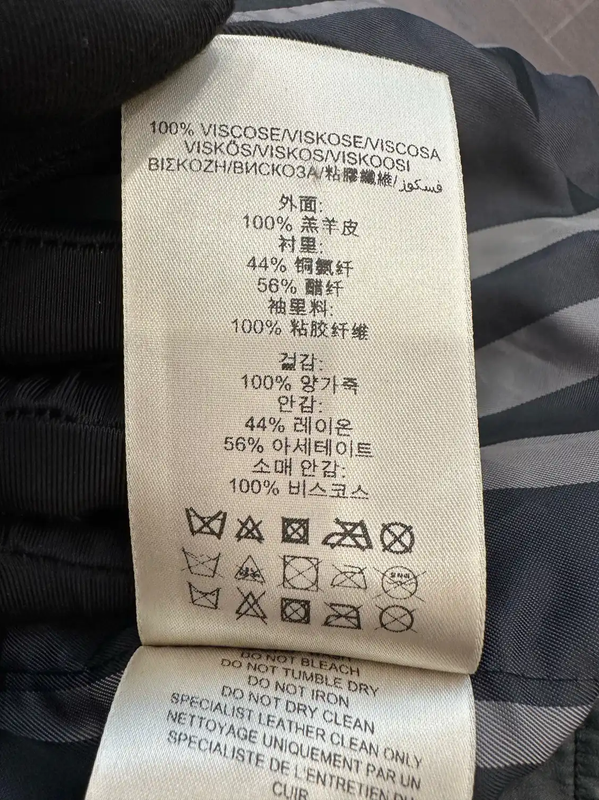 100% VISCOSE/VISKOSE/VISCOSA
VISKÓS/VISKOS/VISKOOSI
ΒΙΣΚΟΖΗ/ВИСКОЗА/粘膠纖維/فسكوز
外面:
100% 羔羊皮
衬里:
44% 铜氨纤
56% 醋纤
袖里料:
100% 粘胶纤维
겉감:
100% 양가죽
안감:
44% 레이온
56% 아세테이트
소매 안감:
100% 비스코스
DO NOT BLEACH
DO NOT TUMBLE DRY
DO NOT IRON
DO NOT DRY CLEAN
SPECIALIST LEATHER CLEAN ONLY
NETTOYAGE UNIQUEMENT PAR UN
SPECIALISTE DE L'ENTRETIEN DU
CUIR